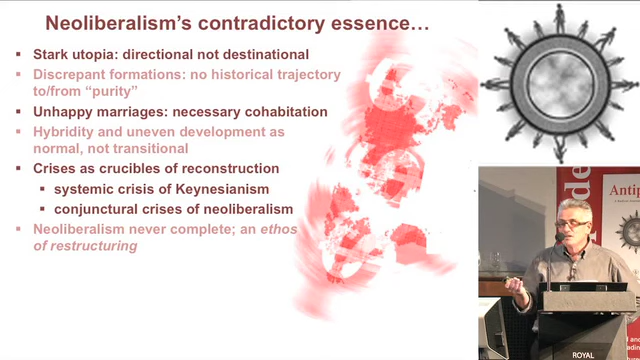 Neoliberalism's contradictory essence…
▪ Stark utopia: directional not destinational
▪ Discrepant formations: no historical trajectory
to/from “purity”
▪ Unhappy marriages: necessary cohabitation
▪ Hybridity and uneven development as
normal, not transitional
▪ Crises as crucibles of reconstruction
▪ systemic crisis of Keynesianism
▪ conjunctural crises of neoliberalism
▪ Neoliberalism never complete; an ethos
of restructuring
de
Antip
ROYAL